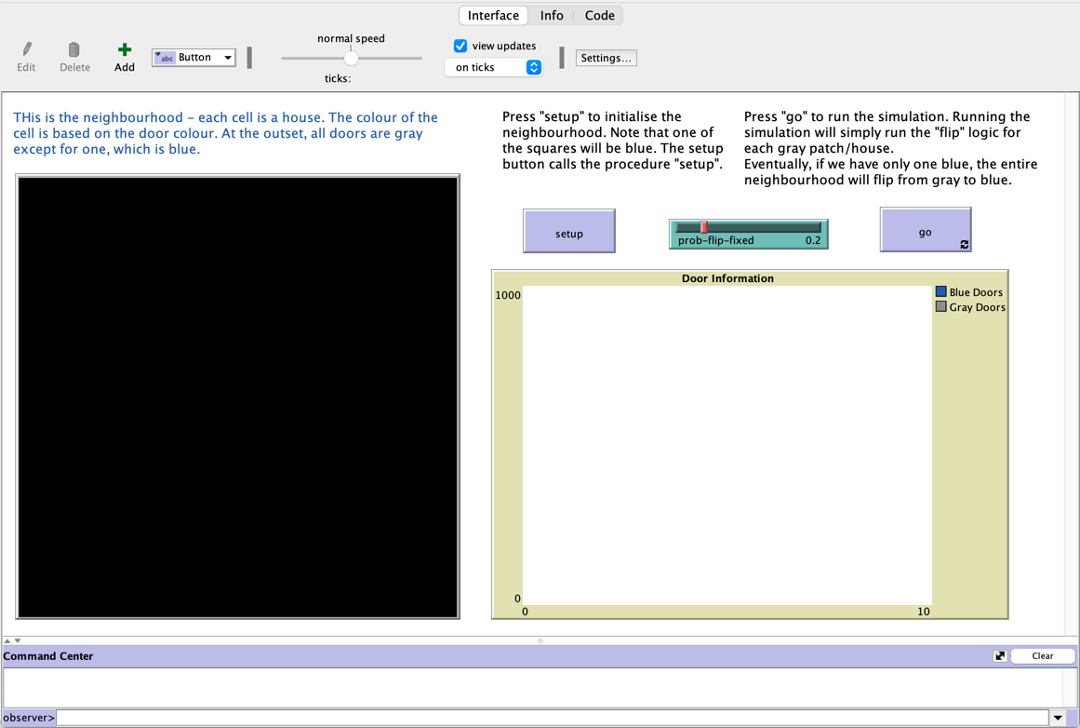 Interface Info Code
normal speed
Edit Delete Add abc Button
view updates
on ticks
Settings...
ticks:
THis is the neighbourhood - each cell is a house. The colour of the
cell is based on the door colour. At the outset, all doors are gray
except for one, which is blue.
Press "setup" to initialise the
neighbourhood. Note that one of
the squares will be blue. The setup
button calls the procedure "setup".
Press "go" to run the simulation. Running the
simulation will simply run the "flip" logic for
each gray patch/house.
Eventually, if we have only one blue, the entire
neighbourhood will flip from gray to blue.
setup
prob-flip-fixed 0.2
go
Door Information
1000
0
0 10
Blue Doors
Gray Doors
Command Center
Clear
observer>